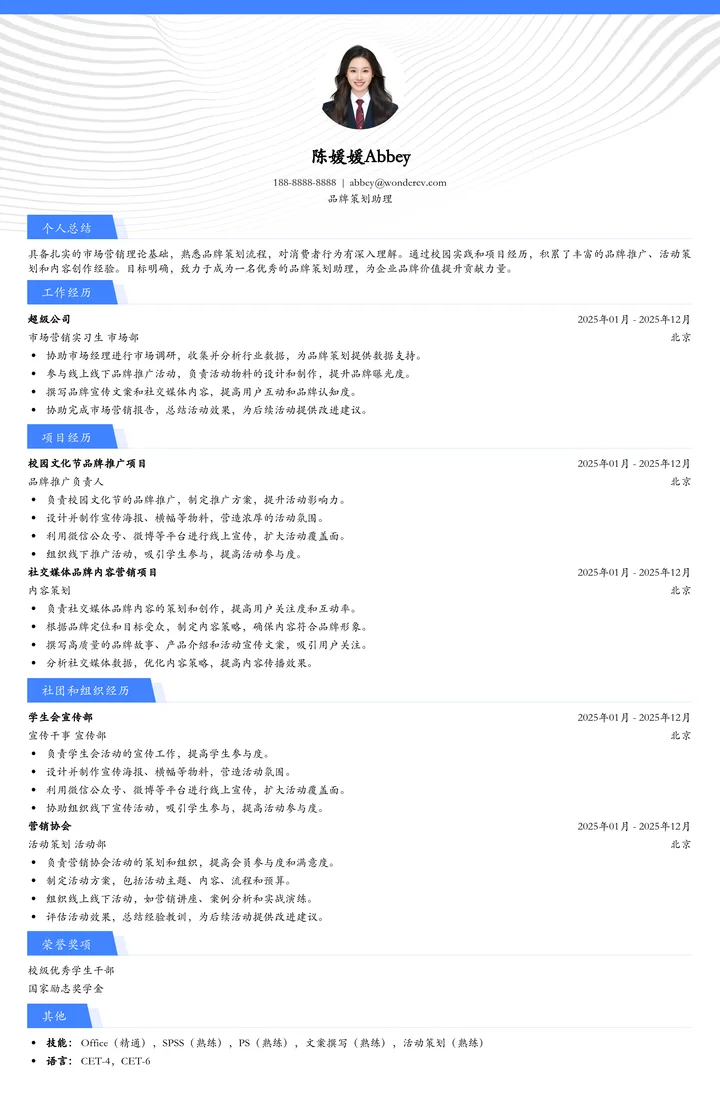 陈媛媛Abbey
188-8888-8888 | abbey@wondercv.com
品牌策划助理
个人总结
具备扎实的市场营销理论基础，熟悉品牌策划流程，对消费者行为有深入理解。通过校园实践和项目经历，积累了丰富的品牌推广、活动策
划和内容创作经验。目标明确，致力于成为一名优秀的品牌策划助理，为企业品牌价值提升贡献力量。
工作经历
超级公司 2025年01月 - 2025年12月
市场营销实习生 市场部 北京
• 协助市场经理进行市场调研，收集并分析行业数据，为品牌策划提供数据支持。
• 参与线上线下品牌推广活动，负责活动物料的设计和制作，提升品牌曝光度。
• 撰写品牌宣传文案和社交媒体内容，提高用户互动和品牌认知度。
• 协助完成市场营销报告，总结活动效果，为后续活动提供改进建议。
项目经历
校园文化节品牌推广项目 2025年01月 - 2025年12月
品牌推广负责人 北京
• 负责校园文化节的品牌推广，制定推广方案，提升活动影响力。
• 设计并制作宣传海报、横幅等物料，营造浓厚的活动氛围。
• 利用微信公众号、微博等平台进行线上宣传，扩大活动覆盖面。
• 组织线下推广活动，吸引学生参与，提高活动参与度。
社交媒体品牌内容营销项目 2025年01月 - 2025年12月
内容策划 北京
• 负责社交媒体品牌内容的策划和创作，提高用户关注度和互动率。
• 根据品牌定位和目标受众，制定内容策略，确保内容符合品牌形象。
• 撰写高质量的品牌故事、产品介绍和活动宣传文案，吸引用户关注。
• 分析社交媒体数据，优化内容策略，提高内容传播效果。
社团和组织经历
学生会宣传部 2025年01月 - 2025年12月
宣传干事 宣传部 北京
• 负责学生会活动的宣传工作，提高学生参与度。
• 设计并制作宣传海报、横幅等物料，营造活动氛围。
• 利用微信公众号、微博等平台进行线上宣传，扩大活动覆盖面。
• 协助组织线下宣传活动，吸引学生参与，提高活动参与度。
营销协会 2025年01月 - 2025年12月
活动策划 活动部 北京
• 负责营销协会活动的策划和组织，提高会员参与度和满意度。
• 制定活动方案，包括活动主题、内容、流程和预算。
• 组织线上线下活动，如营销讲座、案例分析和实战演练。
• 评估活动效果，总结经验教训，为后续活动提供改进建议。
荣誉奖项
校级优秀学生干部
国家励志奖学金
其他
• 技能： Office（精通）, SPSS（熟练）, PS（熟练）, 文案撰写（熟练）, 活动策划（熟练）
• 语言： CET-4，CET-6